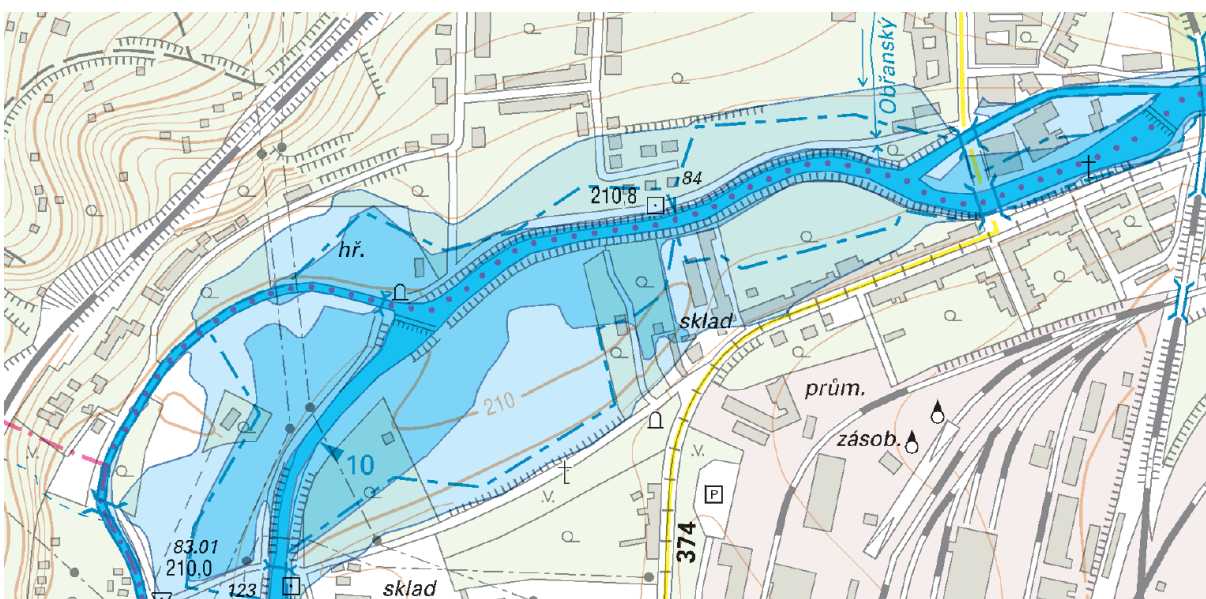 Obřanský
84
210,8
hř.
sklad
prům.
zásob.
210
10
P
374
83.01
210,0
123
sklad
v.
v.
v.
v.